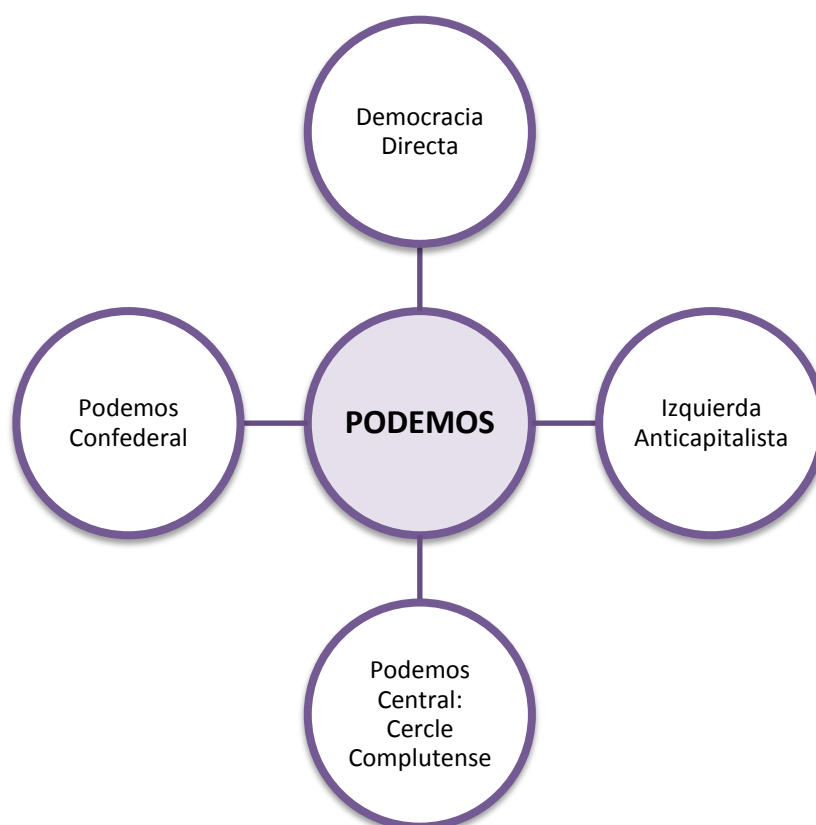 Democracia
Directa
Podemos
Confederal
PODEMOS
Izquierda
Anticapitalista
Podemos
Central:
Cercle
Complutense